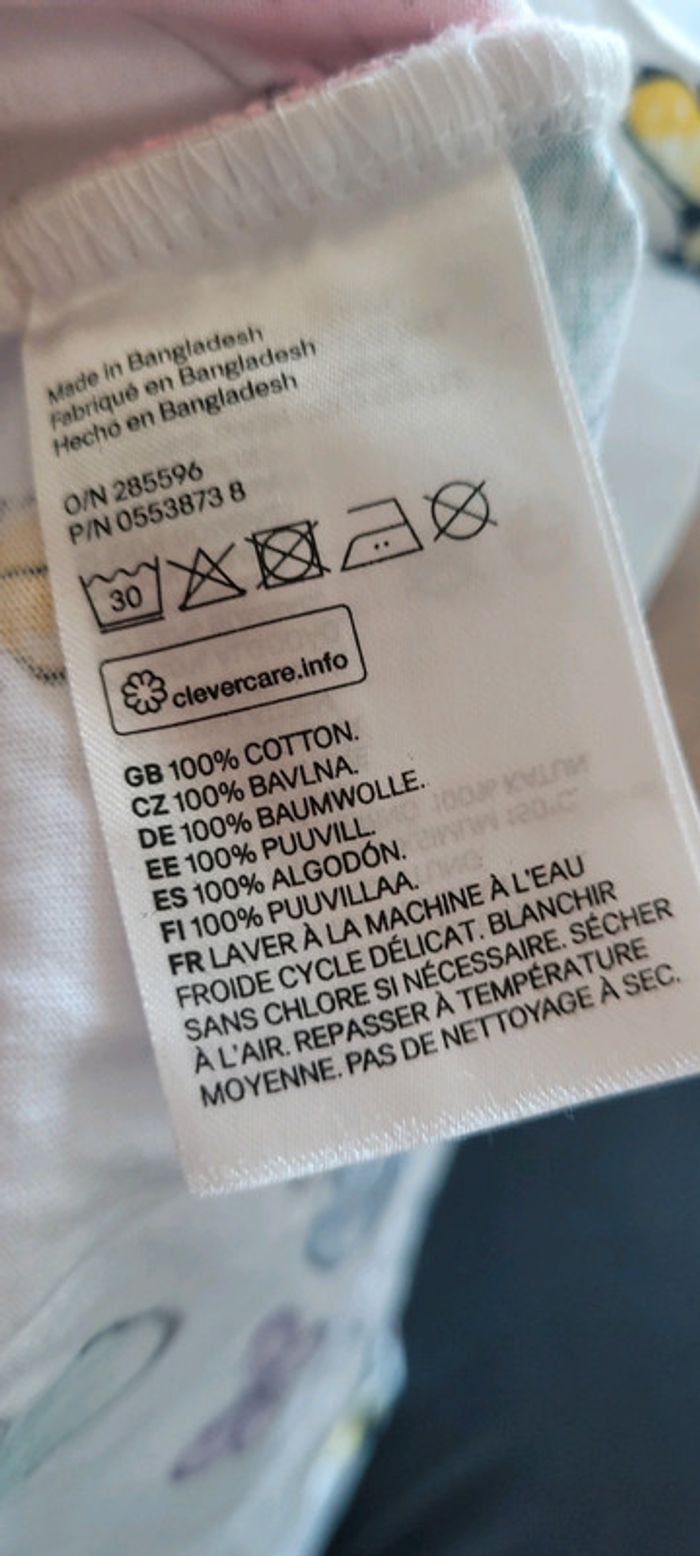 Made in Bangladesh
Fabriqué en Bangladesh
Hecho en Bangladesh
O/N 285596
P/N 0553873 8
30
clevercare.info
GB 100% COTTON.
CZ 100% BAVLNA.
DE 100% BAUMWOLLE.
EE 100% PUUVILL.
ES 100% ALGODÓN.
FI 100% PUUVILLAA.
FR LAVER À LA MACHINE À L'EAU
FROIDE CYCLE DÉLICAT. BLANCHIR
SANS CHLORE SI NÉCESSAIRE. SÉCHER
À L'AIR. REPASSER À TEMPÉRATURE
MOYENNE. PAS DE NETTOYAGE À SEC.